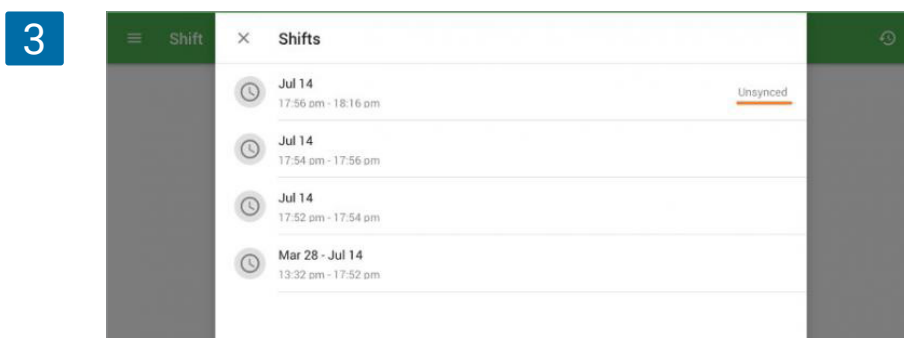 3
Shift
Shifts
Jul 14
17:56 pm - 18:16 pm
Unsynced
Jul 14
17:54 pm - 17:56 pm
Jul 14
17:52 pm - 17:54 pm
Mar 28 - Jul 14
13:32 pm - 17:52 pm